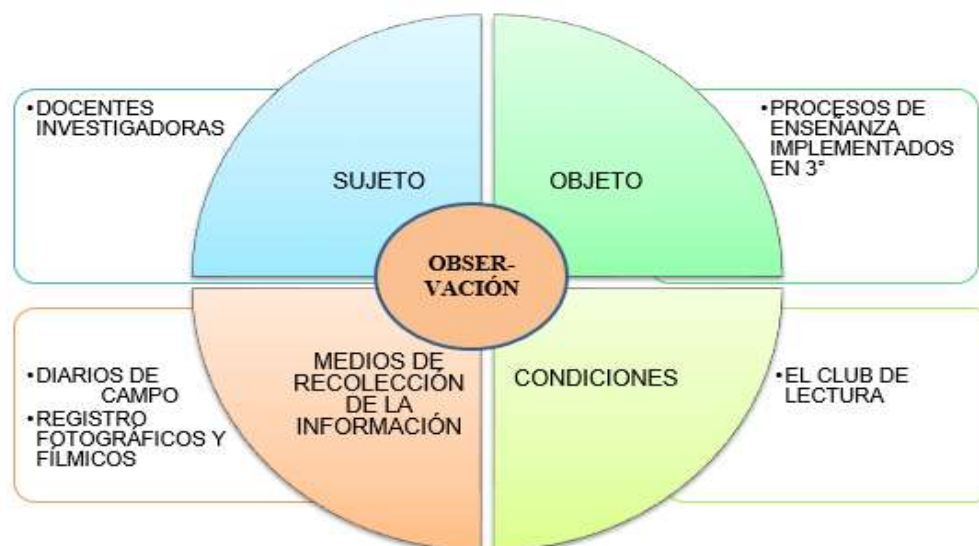 •DOCENTES
INVESTIGADORAS
SUJETO
OBJETO
•PROCESOS DE
ENSEÑANZA
IMPLEMENTADOS
EN 3°
OBSER-
VACIÓN
•DIARIOS DE
CAMPO
•REGISTRO
FOTOGRÁFICOS Y
FÍLMICOS
MEDIOS DE
RECOLECCIÓN
DE LA
INFORMACIÓN
CONDICIONES
•EL CLUB DE
LECTURA